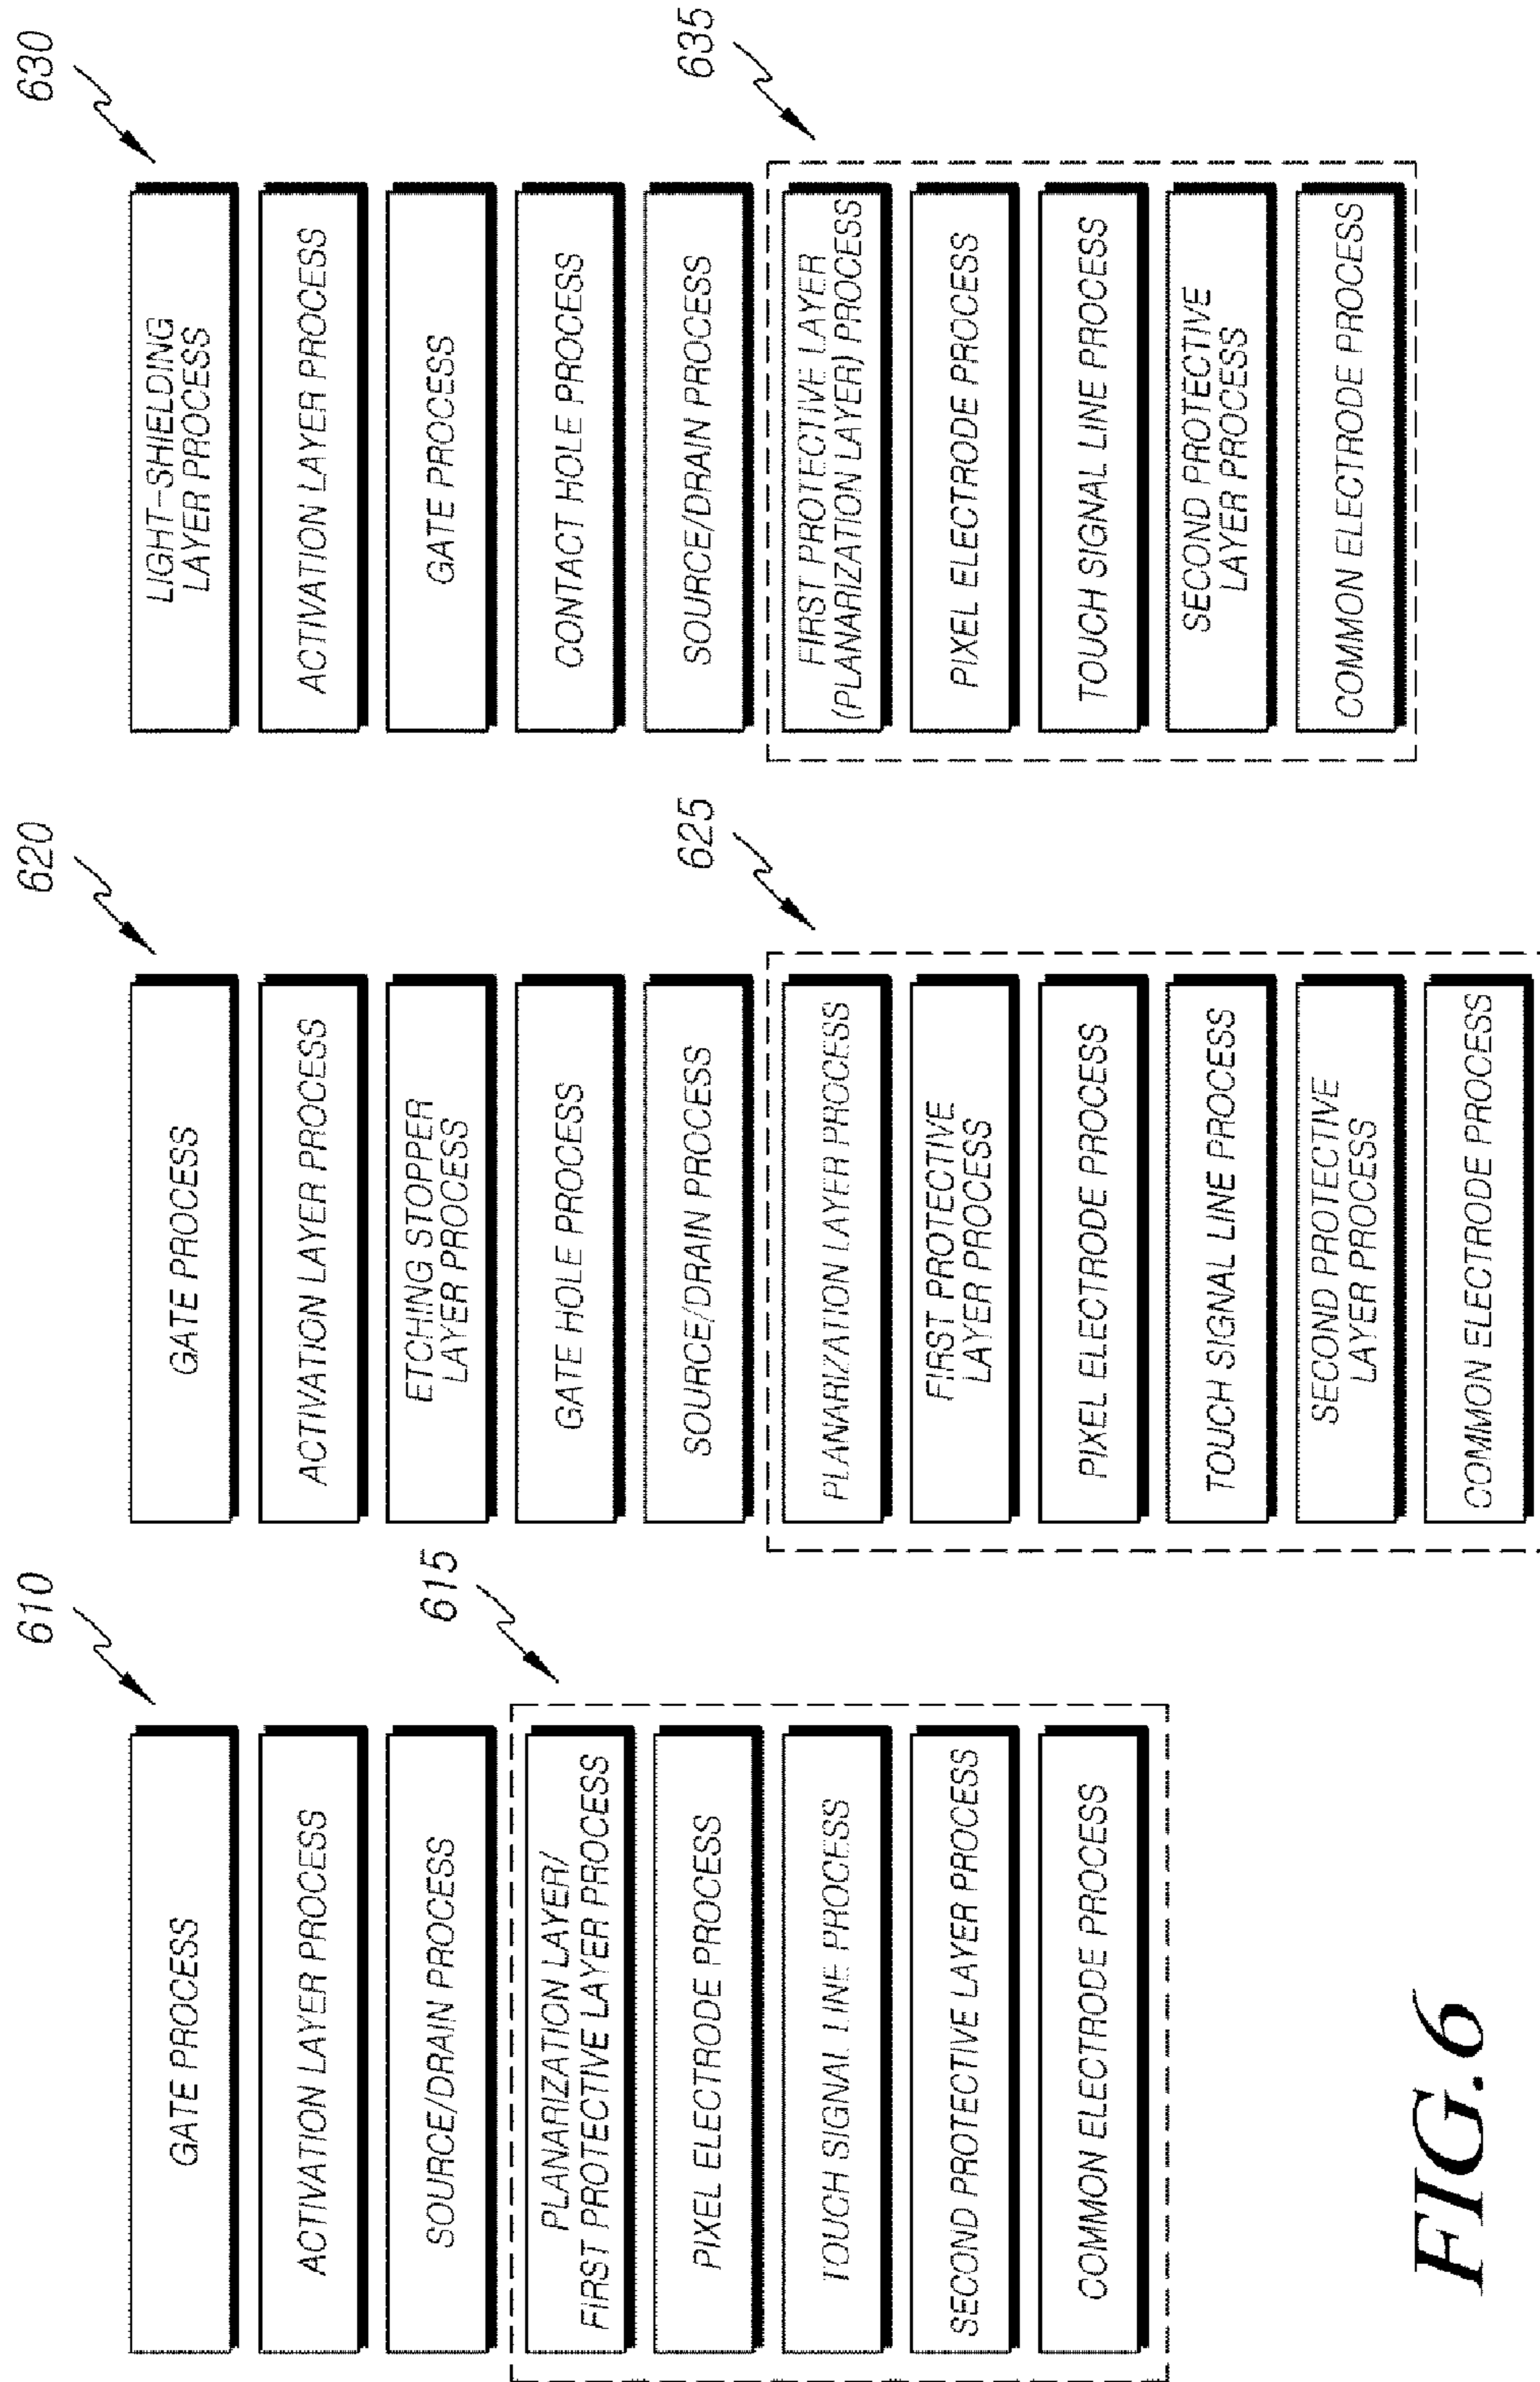 610
GATE PROCESS
ACTIVATION LAYER PROCESS
SOURCE/DRAIN PROCESS
615
PLANARIZATION LAYER/
FIRST PROTECTIVE LAYER PROCESS
PIXEL ELECTRODE PROCESS
TOUCH SIGNAL LINE PROCESS
SECOND PROTECTIVE LAYER PROCESS
COMMON ELECTRODE PROCESS
620
GATE PROCESS
ACTIVATION LAYER PROCESS
ETCHING STOPPER
LAYER PROCESS
GATE HOLE PROCESS
SOURCE/DRAIN PROCESS
625
PLANARIZATION LAYER PROCESS
FIRST PROTECTIVE
LAYER PROCESS
PIXEL ELECTRODE PROCESS
TOUCH SIGNAL LINE PROCESS
SECOND PROTECTIVE
LAYER PROCESS
COMMON ELECTRODE PROCESS
630
LIGHT-SHIELDING
LAYER PROCESS
ACTIVATION LAYER PROCESS
GATE PROCESS
CONTACT HOLE PROCESS
SOURCE/DRAIN PROCESS
635
FIRST PROTECTIVE LAYER
(PLANARIZATION LAYER) PROCESS
PIXEL ELECTRODE PROCESS
TOUCH SIGNAL LINE PROCESS
SECOND PROTECTIVE
LAYER PROCESS
COMMON ELECTRODE PROCESS
FIG.6